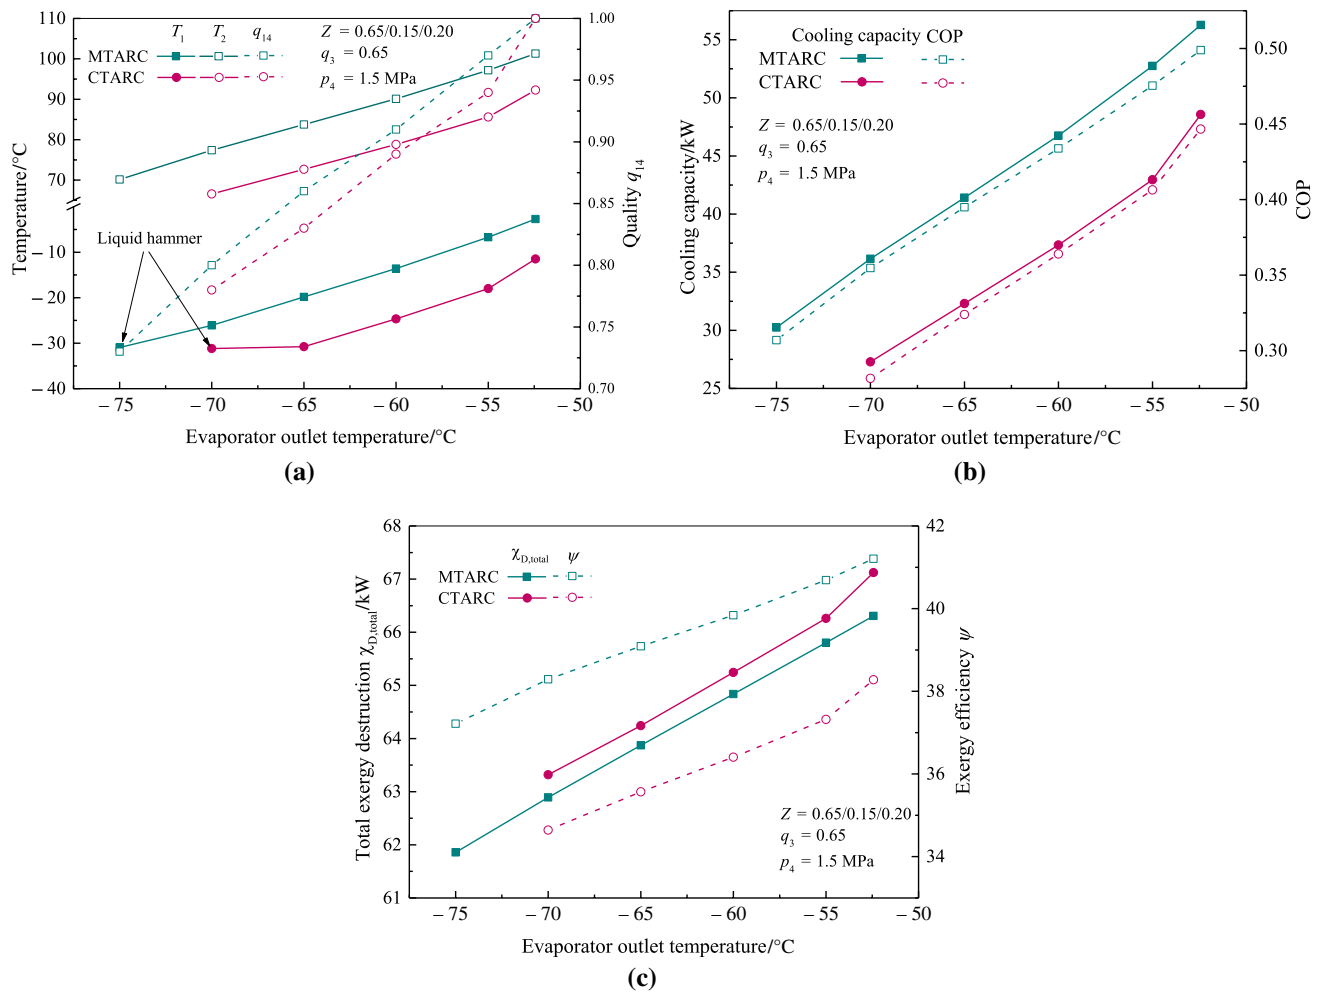 T1 T2 q14
MTARC
CTARC
Z = 0.65/0.15/0.20
q3 = 0.65
p4 = 1.5 MPa
Liquid hammer
Temperature/°C
110
100
90
80
70
−10
−20
−30
−40
Quality q14
1.00
0.95
0.90
0.85
0.80
0.75
0.70
−75 −70 −65 −60 −55 −50
Evaporator outlet temperature/°C
(a)
Cooling capacity COP
MTARC
CTARC
Z = 0.65/0.15/0.20
q3 = 0.65
p4 = 1.5 MPa
Cooling capacity/kW
55
50
45
40
35
30
25
COP
0.50
0.45
0.40
0.35
0.30
−75 −70 −65 −60 −55 −50
Evaporator outlet temperature/°C
(b)
χD,total ψ
MTARC
CTARC
Z = 0.65/0.15/0.20
q3 = 0.65
p4 = 1.5 MPa
Total exergy destruction χD,total/kW
68
67
66
65
64
63
62
61
Exergy efficiency ψ
42
40
38
36
34
−75 −70 −65 −60 −55 −50
Evaporator outlet temperature/°C
(c)